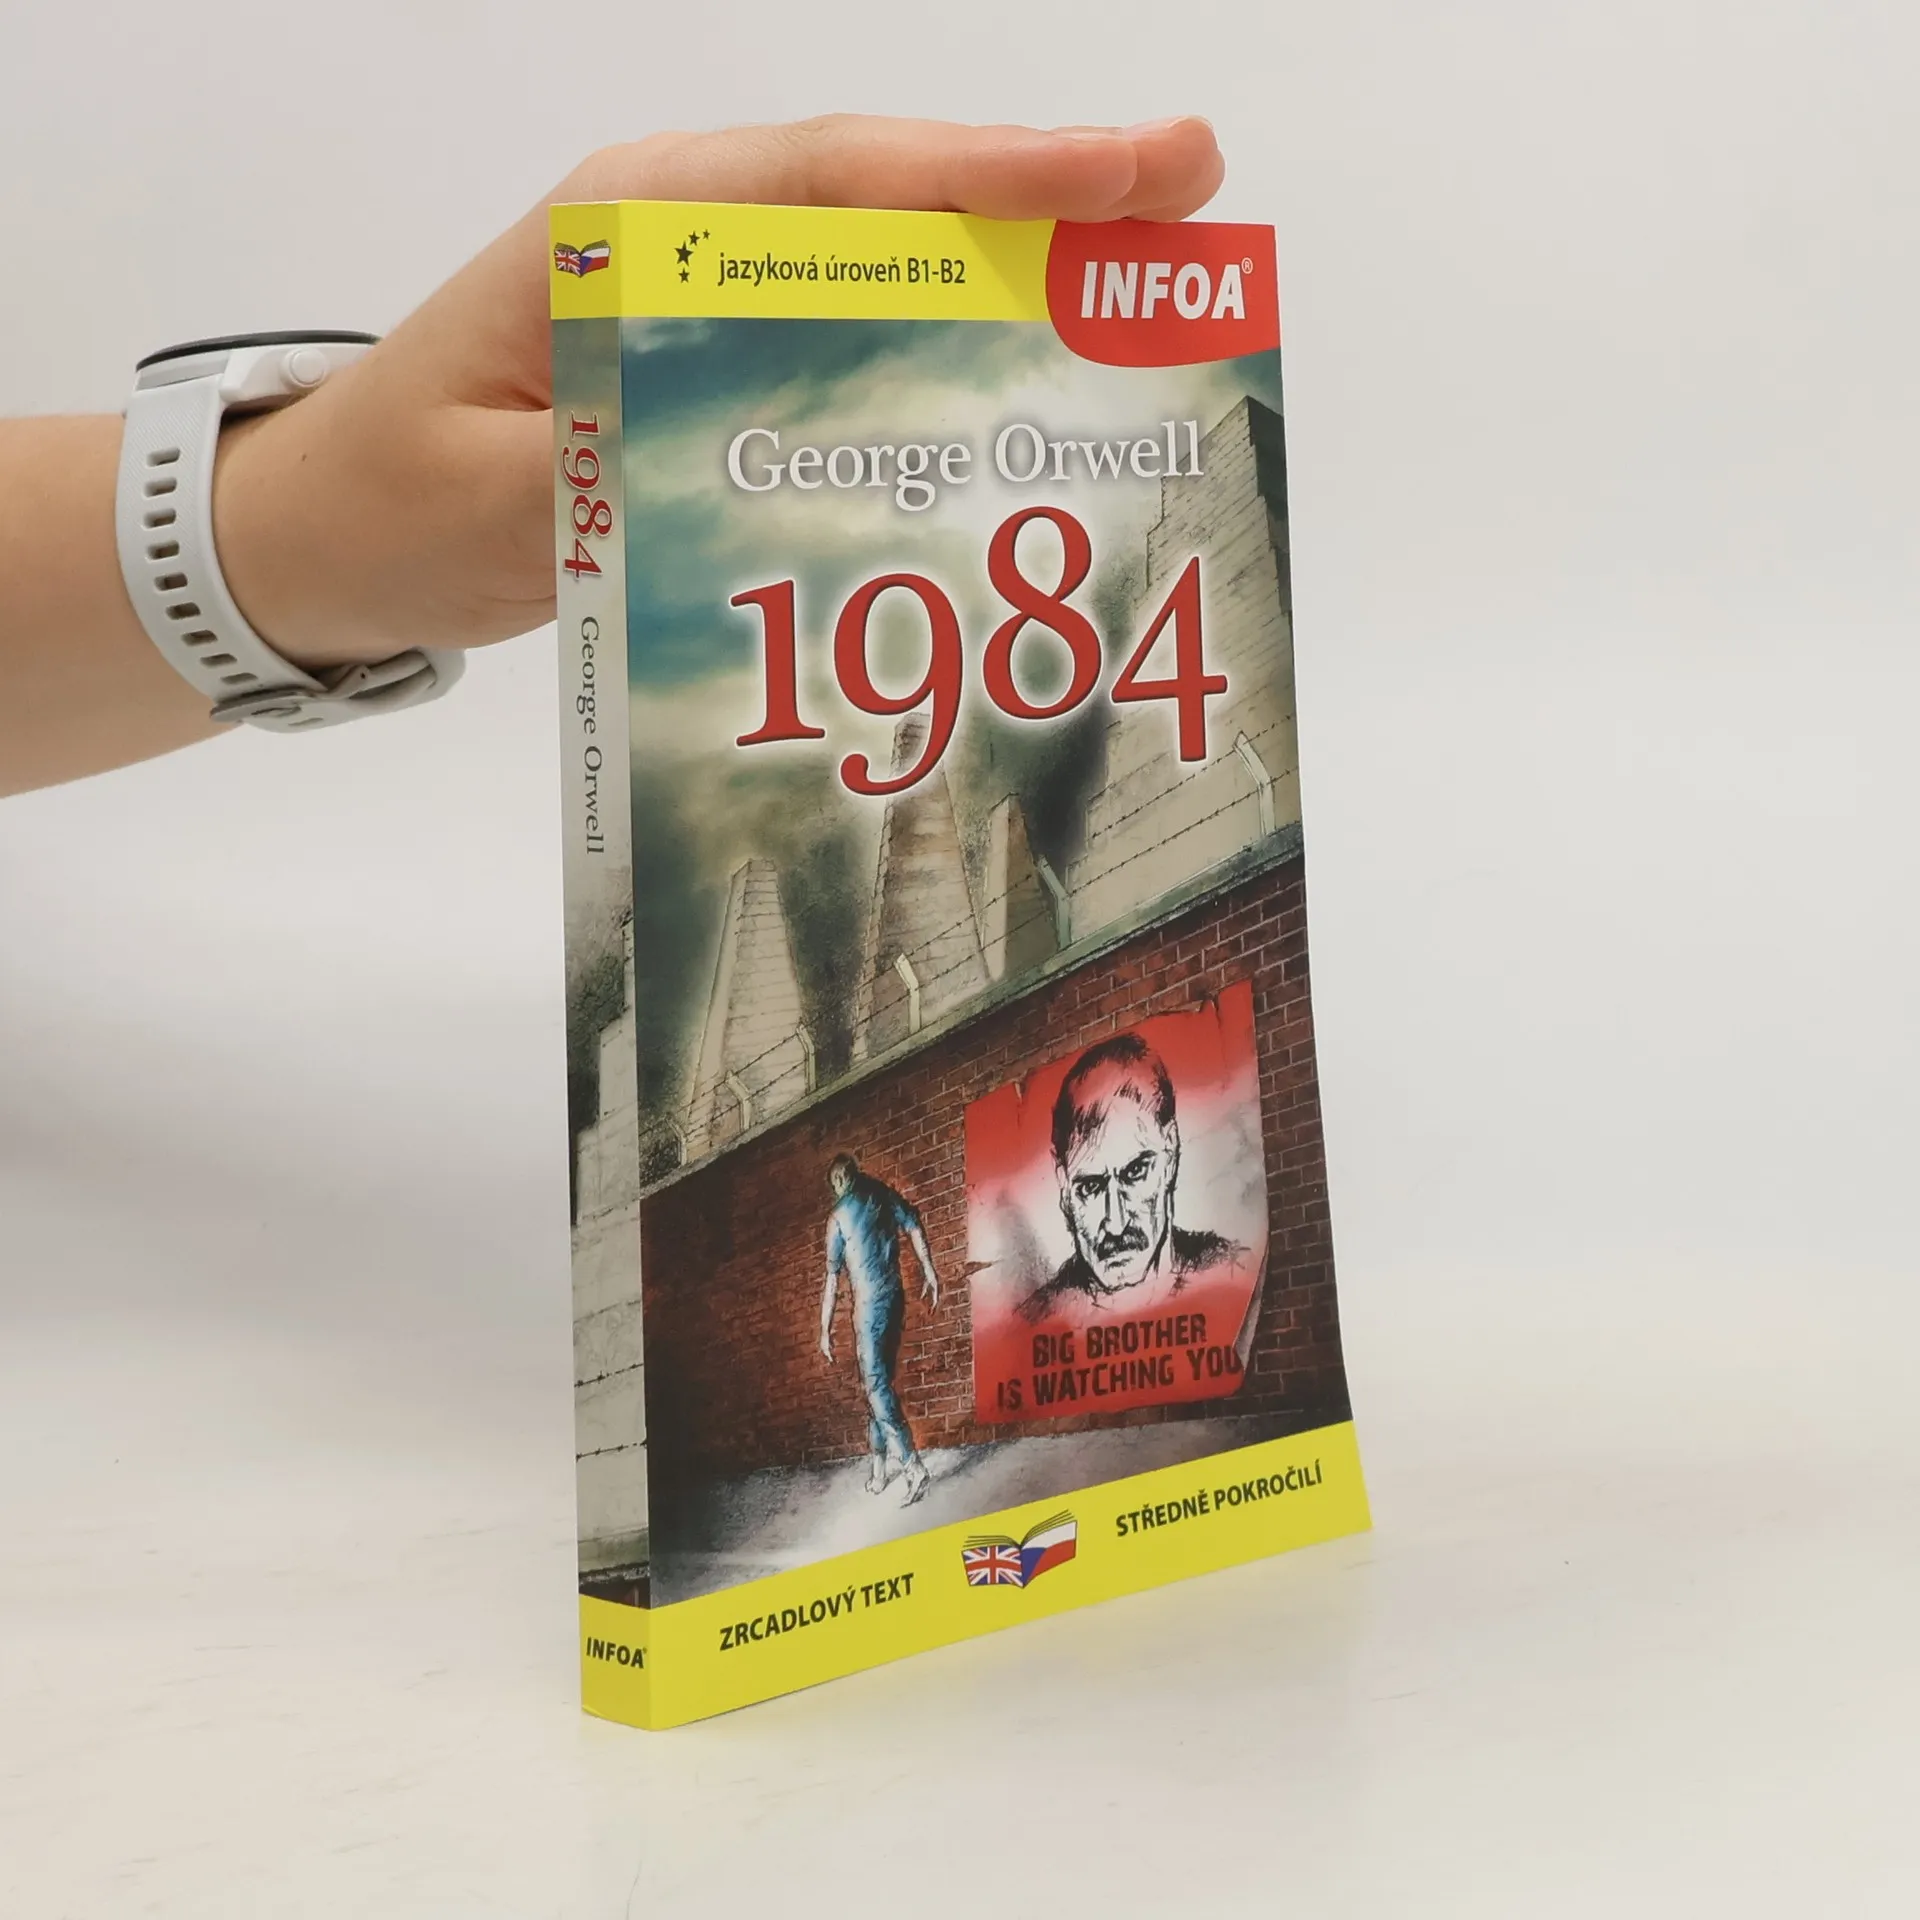 jazyková úroveň B1-B2
INFOA®
George Orwell
1984
BIG BROTHER
IS WATCHING YOU
ZRCADLOVÝ TEXT
STŘEDNĚ POKROČILÍ
1984 George Orwell
INFOA®